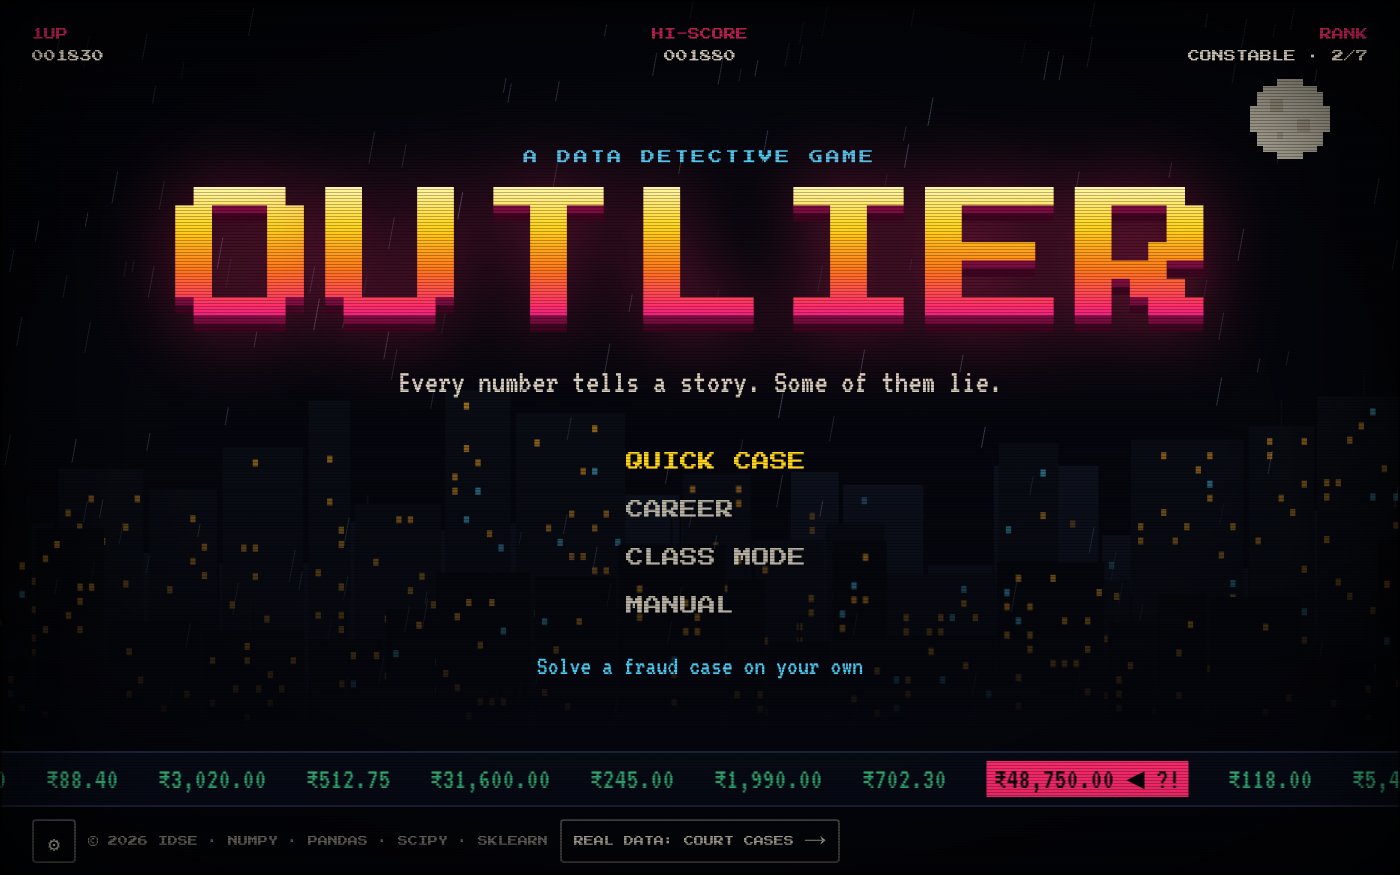 1UP
001830
HI-SCORE
001880
RANK
CONSTABLE · 2/7
A DATA DETECTIVE GAME
OUTLIER
Every number tells a story. Some of them lie.
QUICK CASE
CAREER
CLASS MODE
MANUAL
Solve a fraud case on your own
₹88.40 ₹3,020.00 ₹512.75 ₹31,600.00 ₹245.00 ₹1,990.00 ₹702.30 ₹48,750.00 ◀ ?! ₹118.00
© 2026 IDSE · NUMPY · PANDAS · SCIPY · SKLEARN
REAL DATA: COURT CASES →